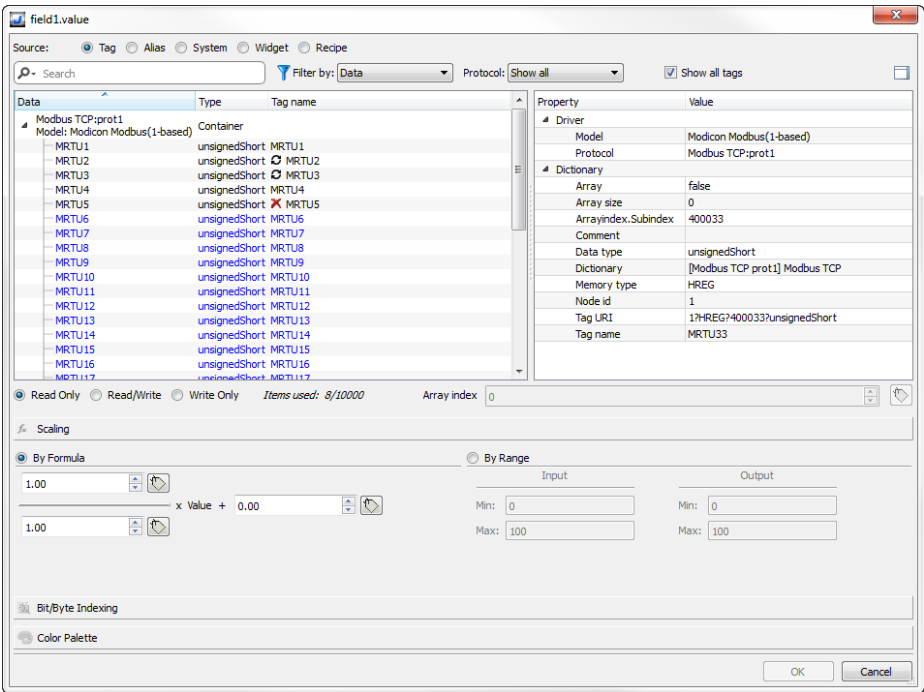 field1.value
Source: Tag Alias System Widget Recipe
Search Filter by: Data Protocol: Show all Show all tags
Data Type Tag name
Modbus TCP:prot1
Model: Modicon Modbus(1-based) Container
MRTU1 unsignedShort MRTU1
MRTU2 unsignedShort MRTU2
MRTU3 unsignedShort MRTU3
MRTU4 unsignedShort MRTU4
MRTU5 unsignedShort MRTU5
MRTU6 unsignedShort MRTU6
MRTU7 unsignedShort MRTU7
MRTU8 unsignedShort MRTU8
MRTU9 unsignedShort MRTU9
MRTU10 unsignedShort MRTU10
MRTU11 unsignedShort MRTU11
MRTU12 unsignedShort MRTU12
MRTU13 unsignedShort MRTU13
MRTU14 unsignedShort MRTU14
MRTU15 unsignedShort MRTU15
MRTU16 unsignedShort MRTU16
MRTU17 unsignedShort MRTU17
Property Value
Driver
Model Modicon Modbus(1-based)
Protocol Modbus TCP:prot1
Dictionary
Array false
Array size 0
Arrayindex.Subindex 400033
Comment
Data type unsignedShort
Dictionary [Modbus TCP prot1] Modbus TCP
Memory type HREG
Node id 1
Tag URI 1?HREG?400033?unsignedShort
Tag name MRTU33
Read Only Read/Write Write Only Items used: 8/10000 Array index 0
Scaling
By Formula By Range
1.00
x Value + 0.00
1.00
Input Output
Min: 0 Min: 0
Max: 100 Max: 100
Bit/Byte Indexing
Color Palette
OK Cancel